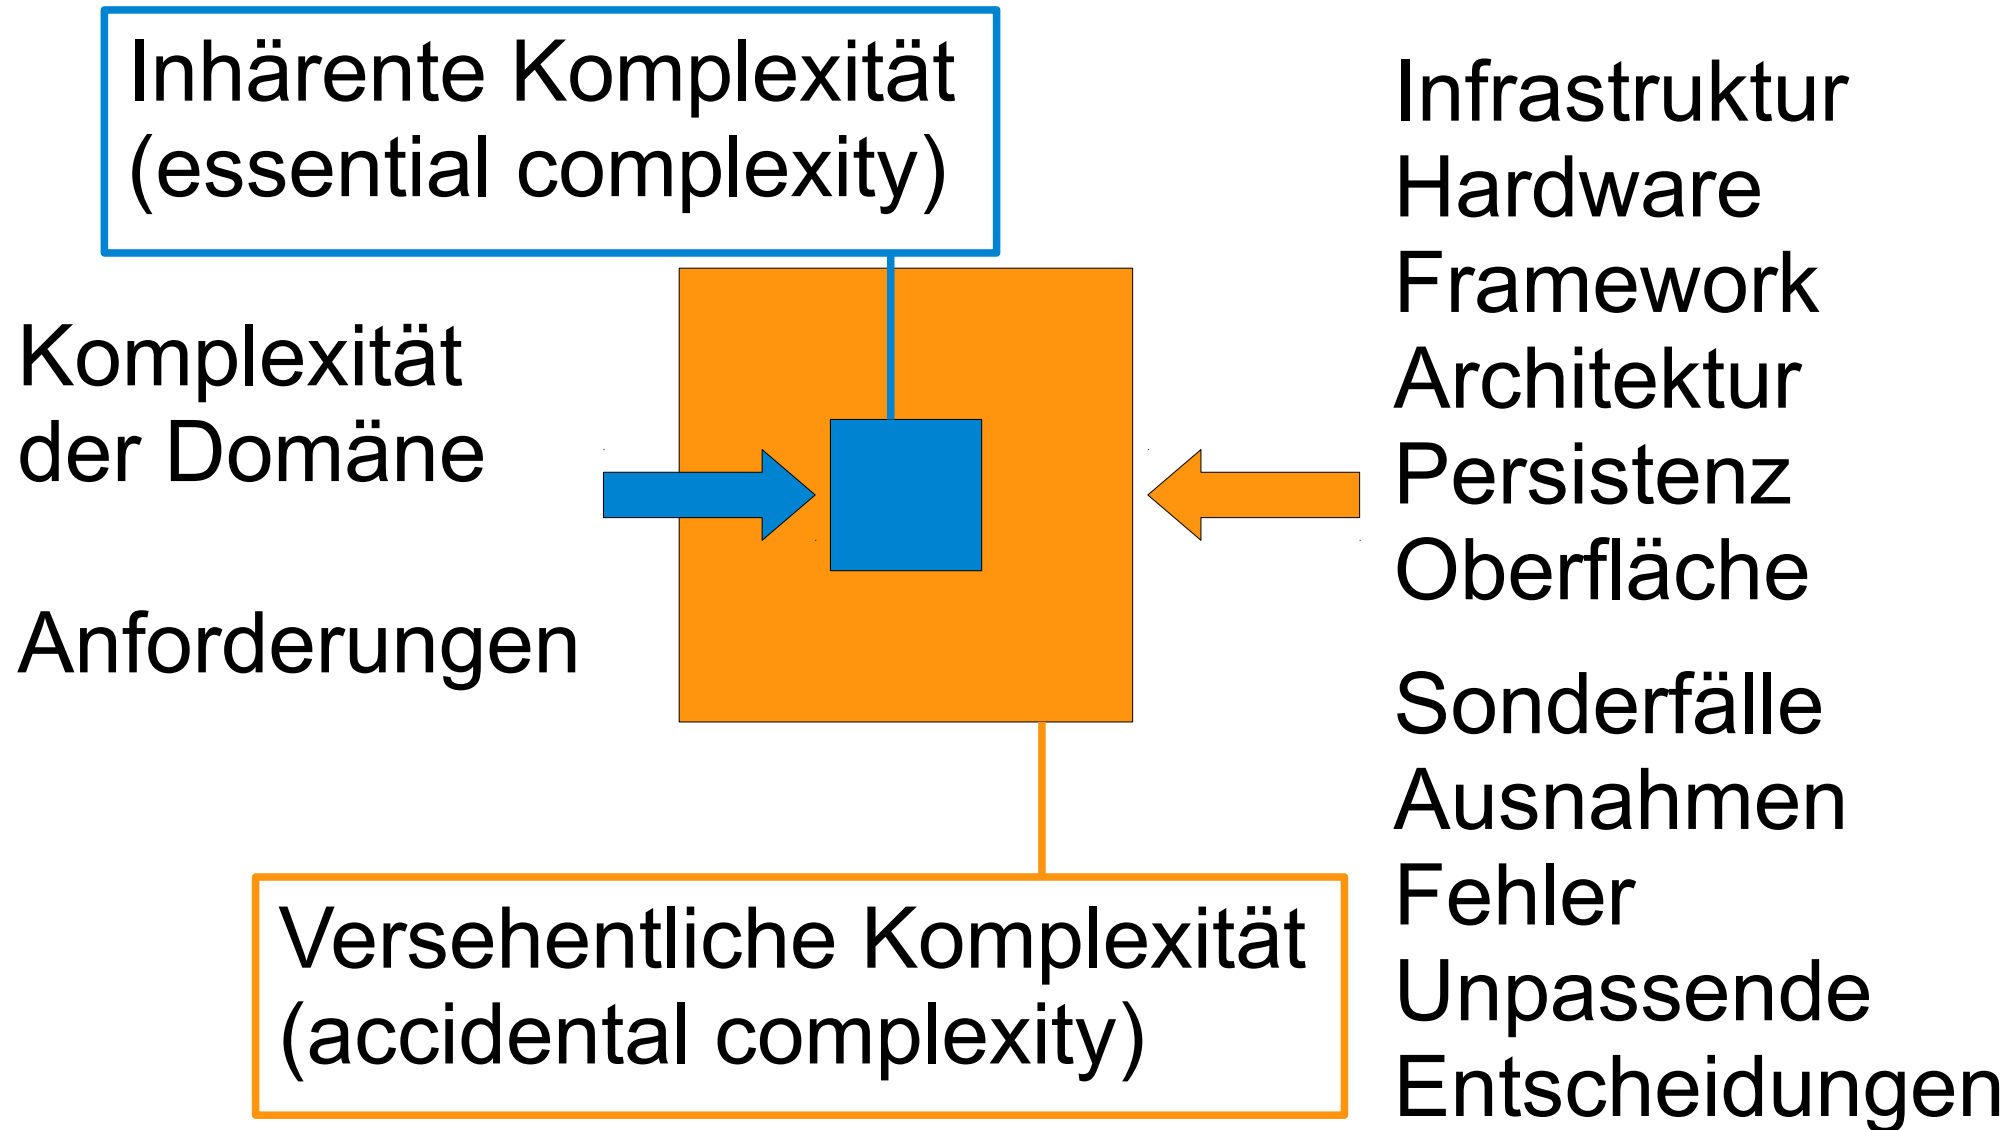 Inhärente Komplexität
(essential complexity)
Komplexität
der Domäne
Anforderungen
Versehentliche Komplexität
(accidental complexity)
Infrastruktur
Hardware
Framework
Architektur
Persistenz
Oberfläche
Sonderfälle
Ausnahmen
Fehler
Unpassende
Entscheidungen